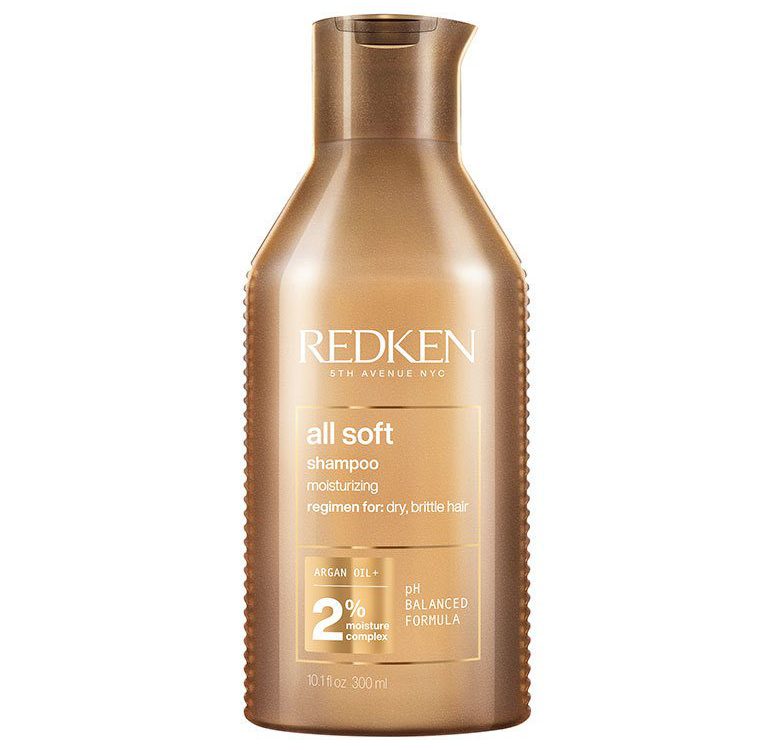 REDKEN
5TH AVENUE NYC
all soft
shampoo
moisturizing
regimen for: dry, brittle hair
ARGAN OIL+
2%
moisture
complex
pH
BALANCED
FORMULA
10.1 fl oz 300 ml